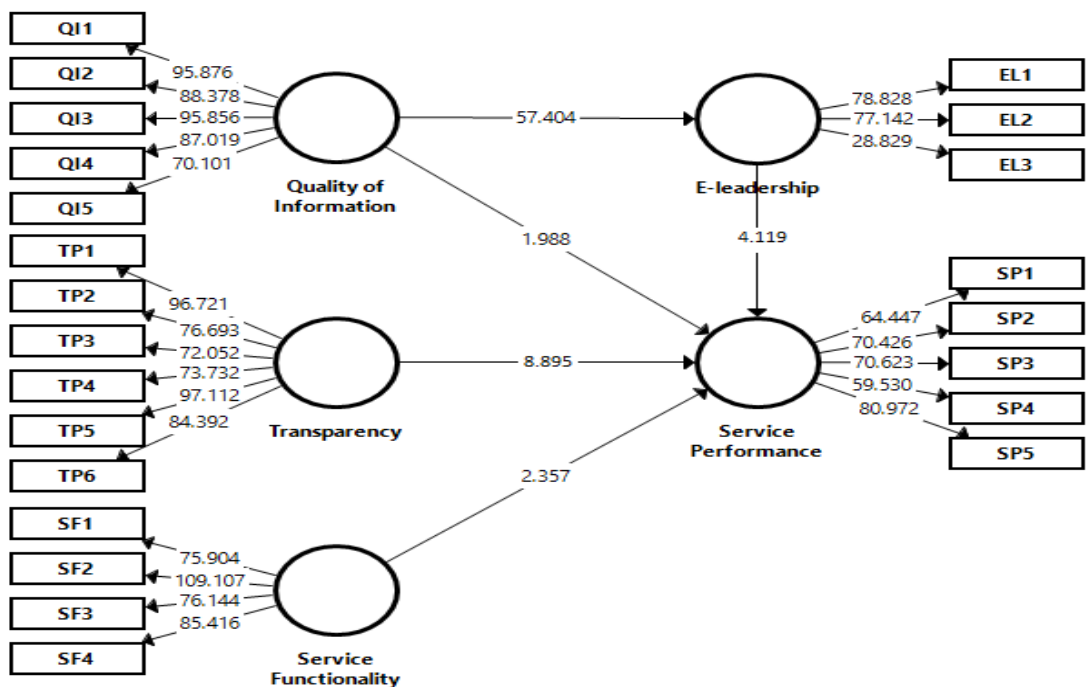 QI1
QI2
QI3
QI4
QI5
95.876
88.378
95.856
87.019
70.101
Quality of
Information
57.404
1.988
E-leadership
78.828
77.142
28.829
EL1
EL2
EL3
4.119
TP1
TP2
TP3
TP4
TP5
TP6
96.721
76.693
72.052
73.732
97.112
84.392
Transparency
8.895
Service
Performance
64.447
70.426
70.623
59.530
80.972
SP1
SP2
SP3
SP4
SP5
2.357
SF1
SF2
SF3
SF4
75.904
109.107
76.144
85.416
Service
Functionality